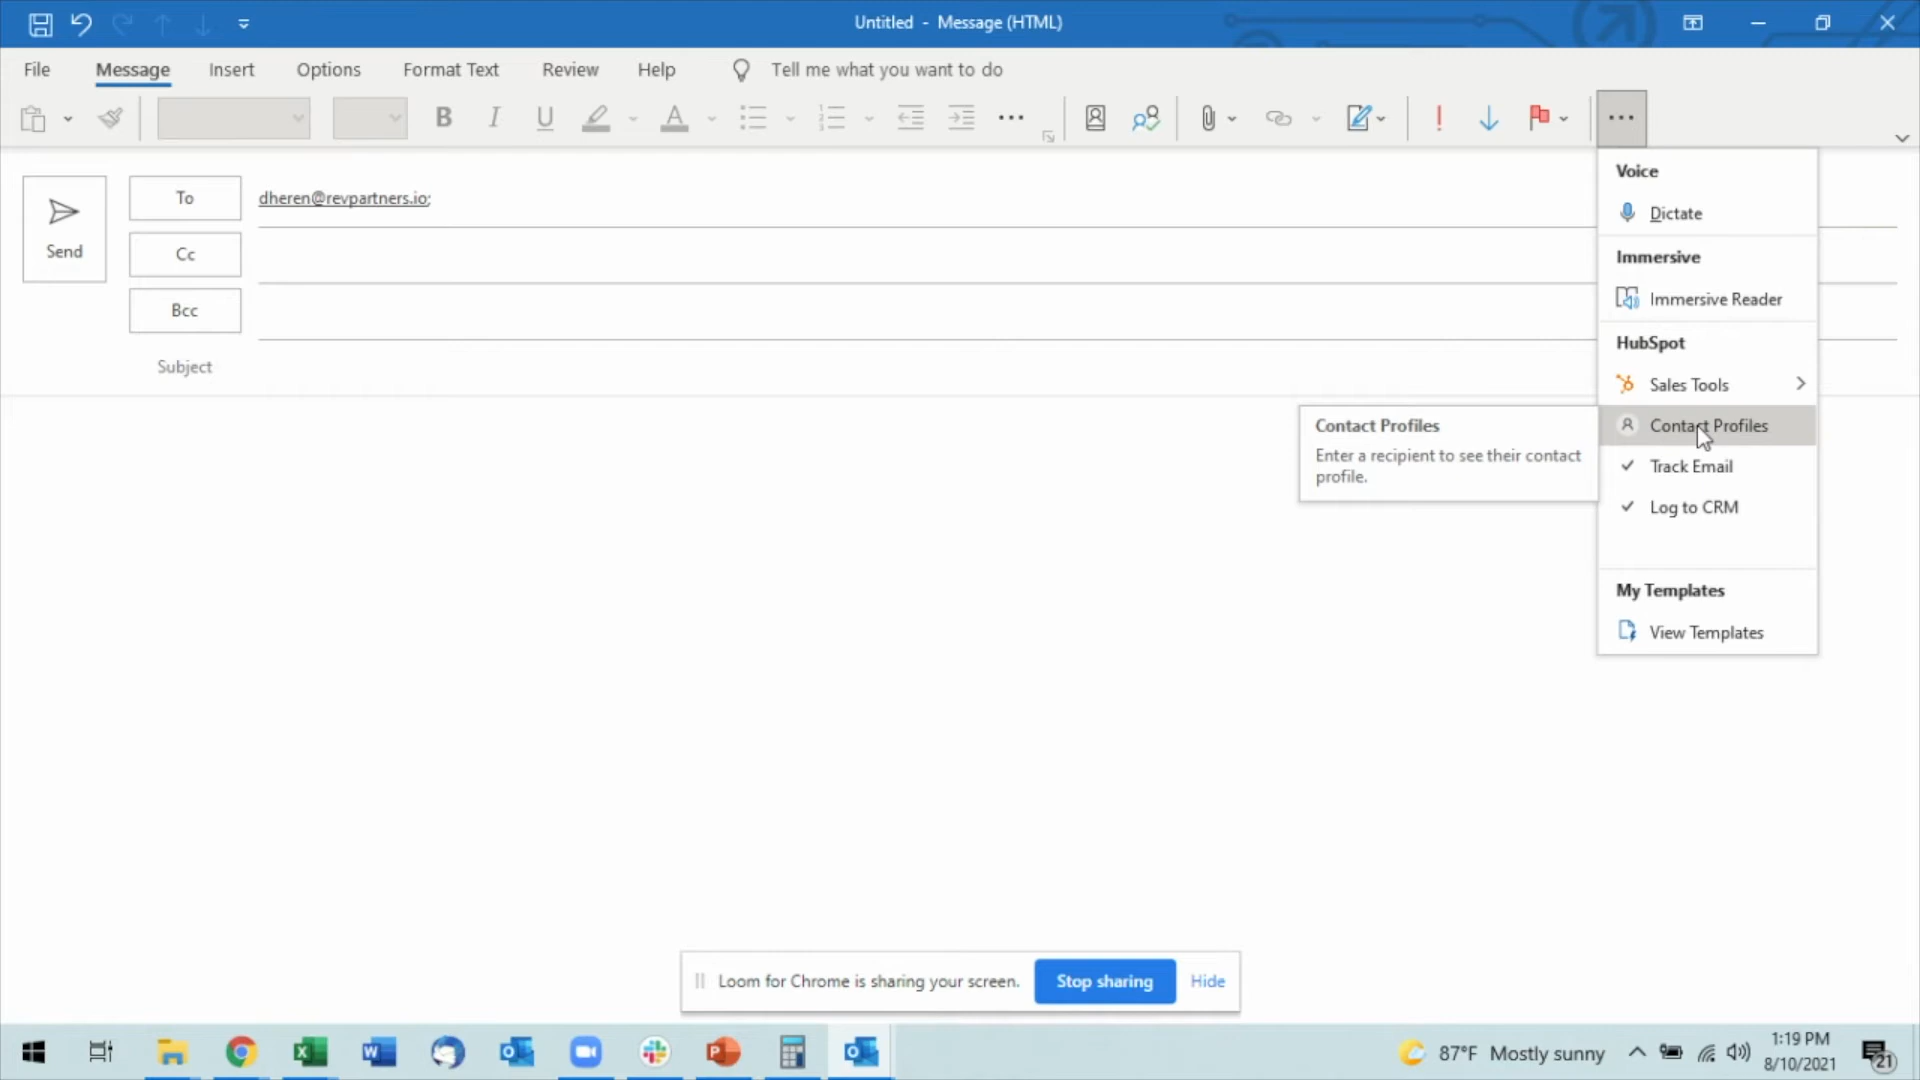 Untitled - Message (HTML)
File Message Insert Options Format Text Review Help Tell me what you want to do
B I U A
Send
To
dheren@revpartners.io;
Cc
Bcc
Subject
Voice
Dictate
Immersive
Immersive Reader
HubSpot
Sales Tools
Contact Profiles
Track Email
Log to CRM
My Templates
View Templates
Contact Profiles
Enter a recipient to see their contact
profile.
Loom for Chrome is sharing your screen. Stop sharing Hide
87°F Mostly sunny
1:19 PM
8/10/2021
21